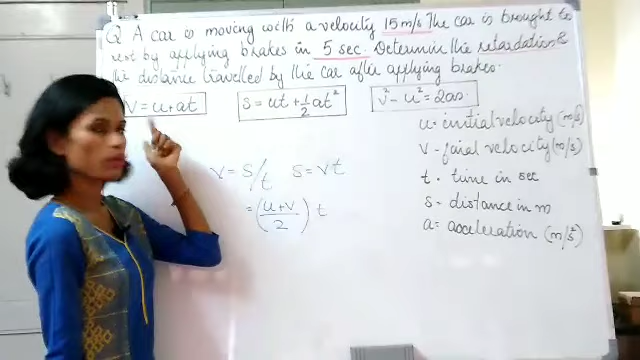 Q A car is moving with a velocity 15 m/s. The car is brought to
rest by applying brakes in 5 sec. Determin the retardation &
the distance travelled by the car after applying brakes.
V=u+at
s = ut + 1/2 at²
v² - u² = 2as
u = initial velocity (m/s)
v - fainl velocity (m/s)
t - time in sec
s - distance in m
a = acceleration (m/s²)
v = s/t   s = vt
= (u+v/2) t